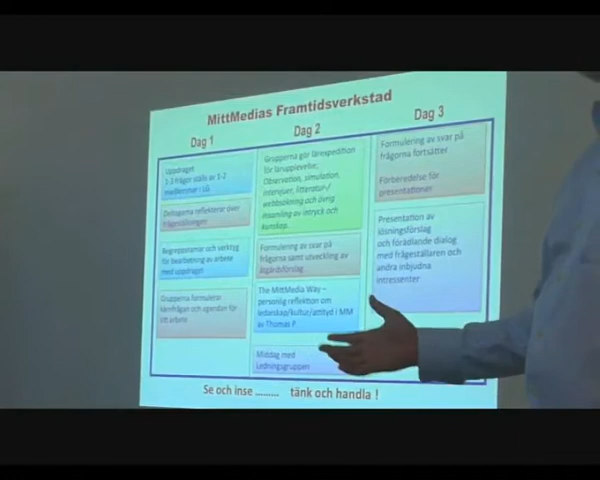 MittMedias Framtidsverkstad
Dag 1
Dag 2
Dag 3
Uppdraget
1-3 frågor ställs av 1-2
medlemmar i LG.
Deltagarna reflekterar över
frågeställningen
Begreppsramar och verktyg
för bearbetning av arbete
med uppdraget
Grupperna formulerar
kärnfrågan och agendan för
sitt arbete.
Grupperna gör lärexpedition
för lärupplevelse;
Observation, simulation,
intervjuer, litteratur-/
webbsökning och övrig
insamling av intryck och
kunskap.
Formulering av svar på
frågorna samt utveckling av
åtgärdsförslag.
The MittMedia Way –
personlig reflektion om
ledarskap/kultur/attityd i MM
av Thomas P
Middag med
Ledningsgruppen
Formulering av svar på
frågorna fortsätter
Förberedelse för
presentationer
Presentation av
lösningsförslag
och förädlande dialog
med frågeställaren och
andra inbjudna
intressenter
Se och inse ......... tänk och handla !